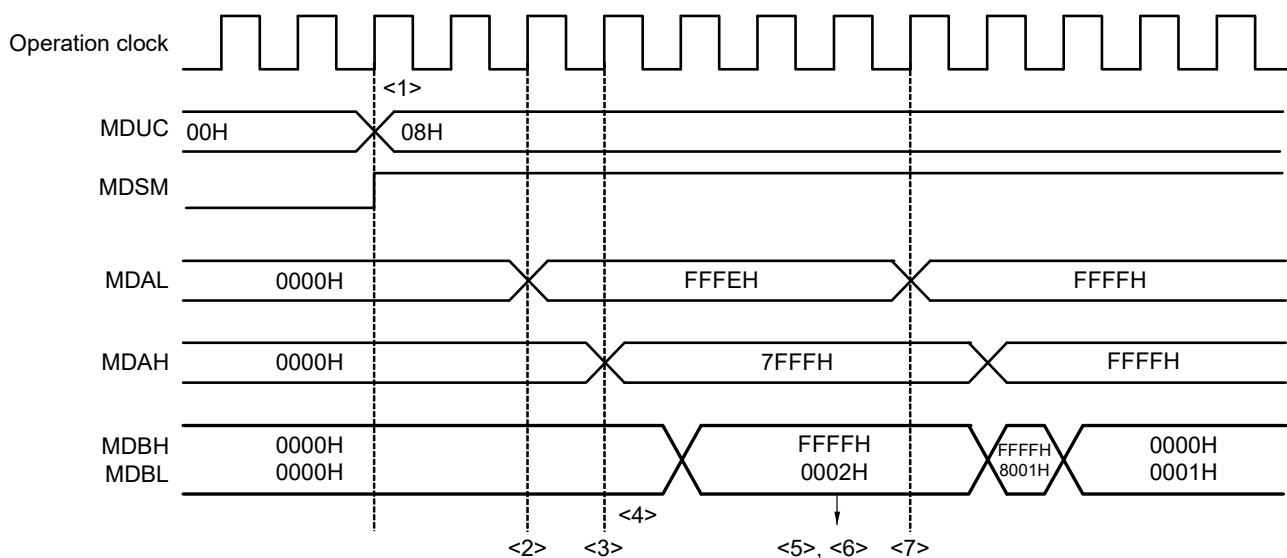 Operation clock
<1>
MDUC 00H 08H
MDSM
MDAL 0000H FFFEH FFFFH
MDAH 0000H 7FFFH FFFFH
MDBH 0000H FFFFH FFFFH 0000H
MDBL 0000H 0002H 8001H 0001H
<4>
<2> <3> <5>, <6> <7>